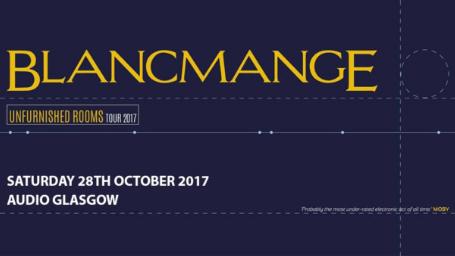 BLANCMANGE
UNFURNISHED ROOMS TOUR 2017
SATURDAY 28TH OCTOBER 2017
AUDIO GLASGOW
"Probably the most under-rated electronic act of all time." MOBY